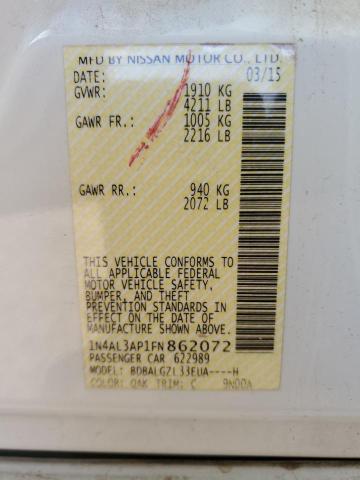 MFD BY NISSAN MOTOR CO., LTD.
DATE: 03/15
GVWR: 1910 KG
4211 LB
GAWR FR.: 1005 KG
2216 LB
GAWR RR.: 940 KG
2072 LB
THIS VEHICLE CONFORMS TO
ALL APPLICABLE FEDERAL
MOTOR VEHICLE SAFETY,
BUMPER, AND THEFT
PREVENTION STANDARDS IN
EFFECT ON THE DATE OF
MANUFACTURE SHOWN ABOVE.
1N4AL3AP1FN862072
PASSENGER CAR 622989
MODEL: BDBALGZL33EUA----H
COLOR: QAK TRIM: C 9N00A